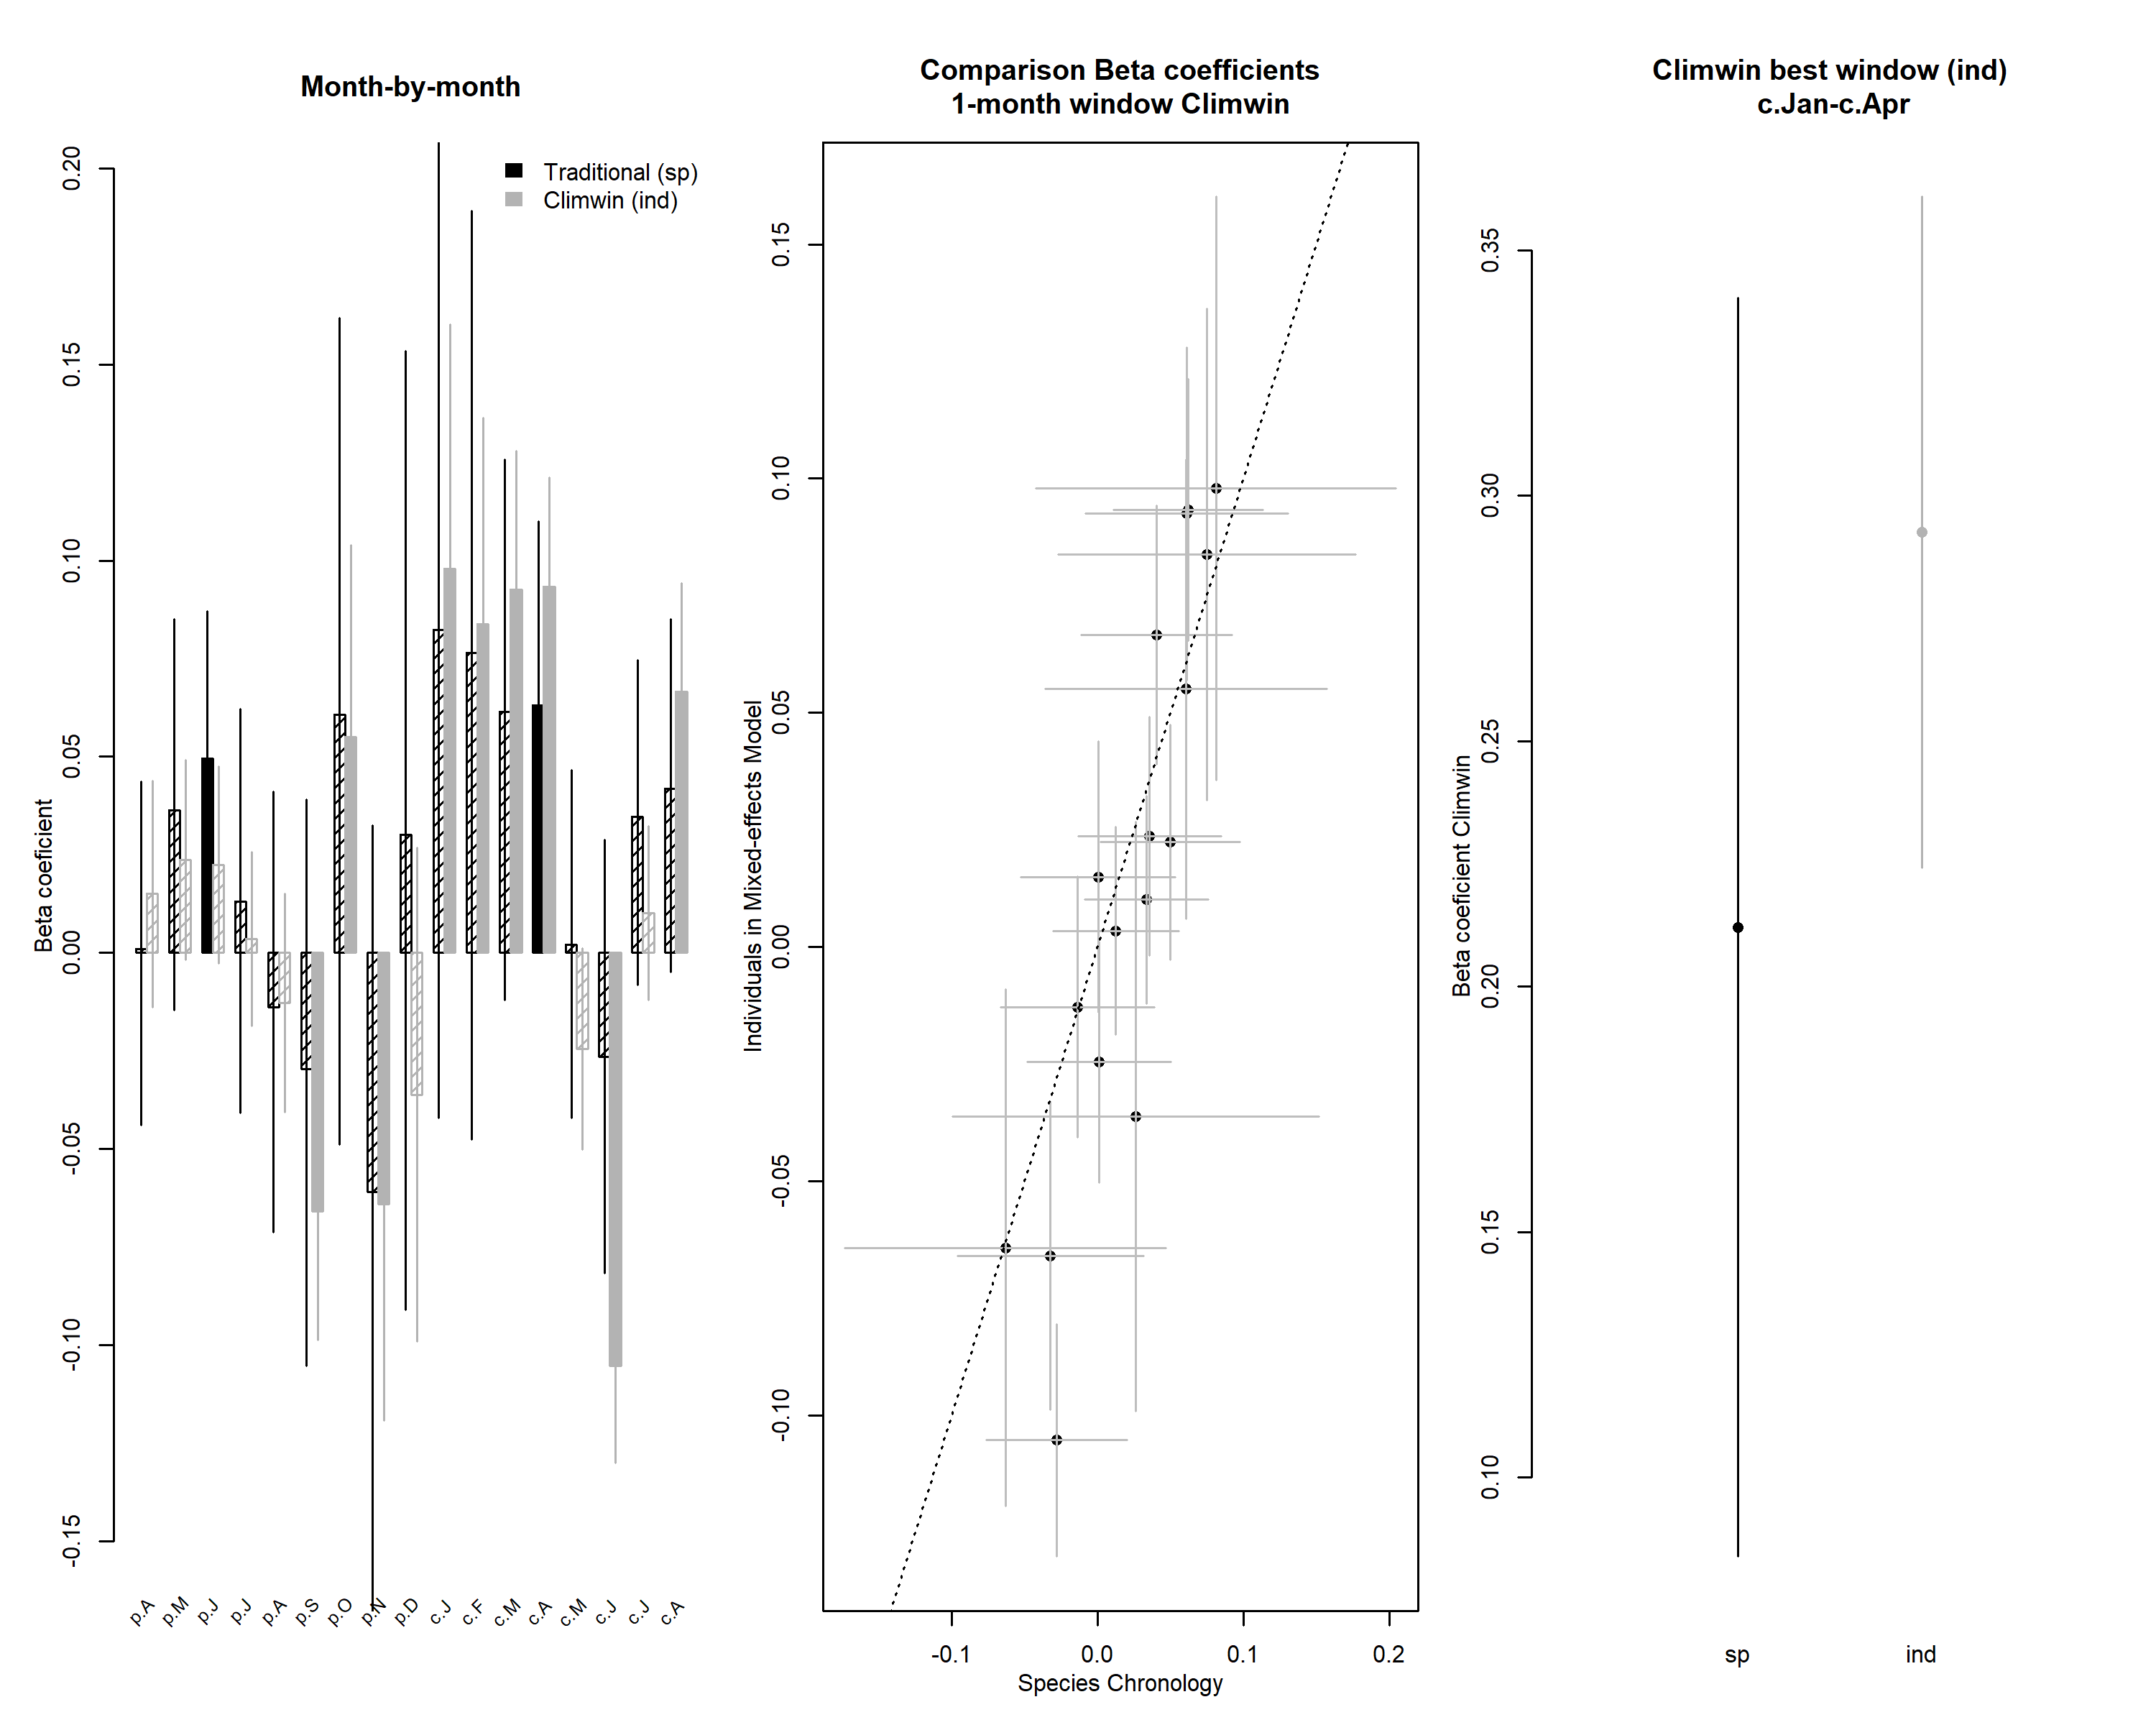 Month-by-month
Traditional (sp)
Climwin (ind)
Beta coeficient
0.20
0.15
0.10
0.05
0.00
-0.05
-0.10
-0.15
p.A
p.M
p.J
p.J
p.A
p.S
p.O
p.N
p.D
c.J
c.F
c.M
c.A
c.M
c.J
c.J
c.A
Comparison Beta coefficients
1-month window Climwin
Individuals in Mixed-effects Model
0.15
0.10
0.05
0.00
-0.05
-0.10
-0.1
0.0
0.1
0.2
Species Chronology
Climwin best window (ind)
c.Jan-c.Apr
Beta coefficient Climwin
0.35
0.30
0.25
0.20
0.15
0.10
sp
ind